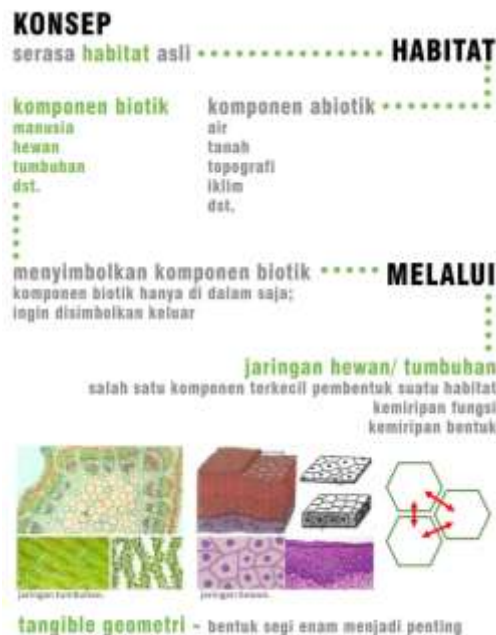 KONSEP
serasa habitat asli
HABITAT
komponen biotik
manusia
hewan
tumbuhan
dst.
komponen abiotik
air
tanah
topografi
iklim
dst.
menyimbolkan komponen biotik
komponen biotik hanya di dalam saja;
ingin disimbolkan keluar
MELALUI
jaringan hewan/ tumbuhan
salah satu komponen terkecil pembentuk suatu habitat
kemiripan fungsi
kemiripan bentuk
jaringan tumbuhan.
jaringan hewan.
tangible geometri - bentuk segi enam menjadi penting